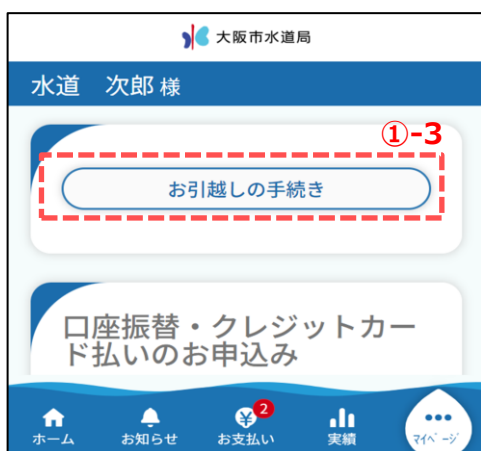 大阪市水道局
水道　次郎 様
①-3
お引越しの手続き
口座振替・クレジットカー
ド払いのお申込み
2
ホーム お知らせ お支払い 実績 マイページ